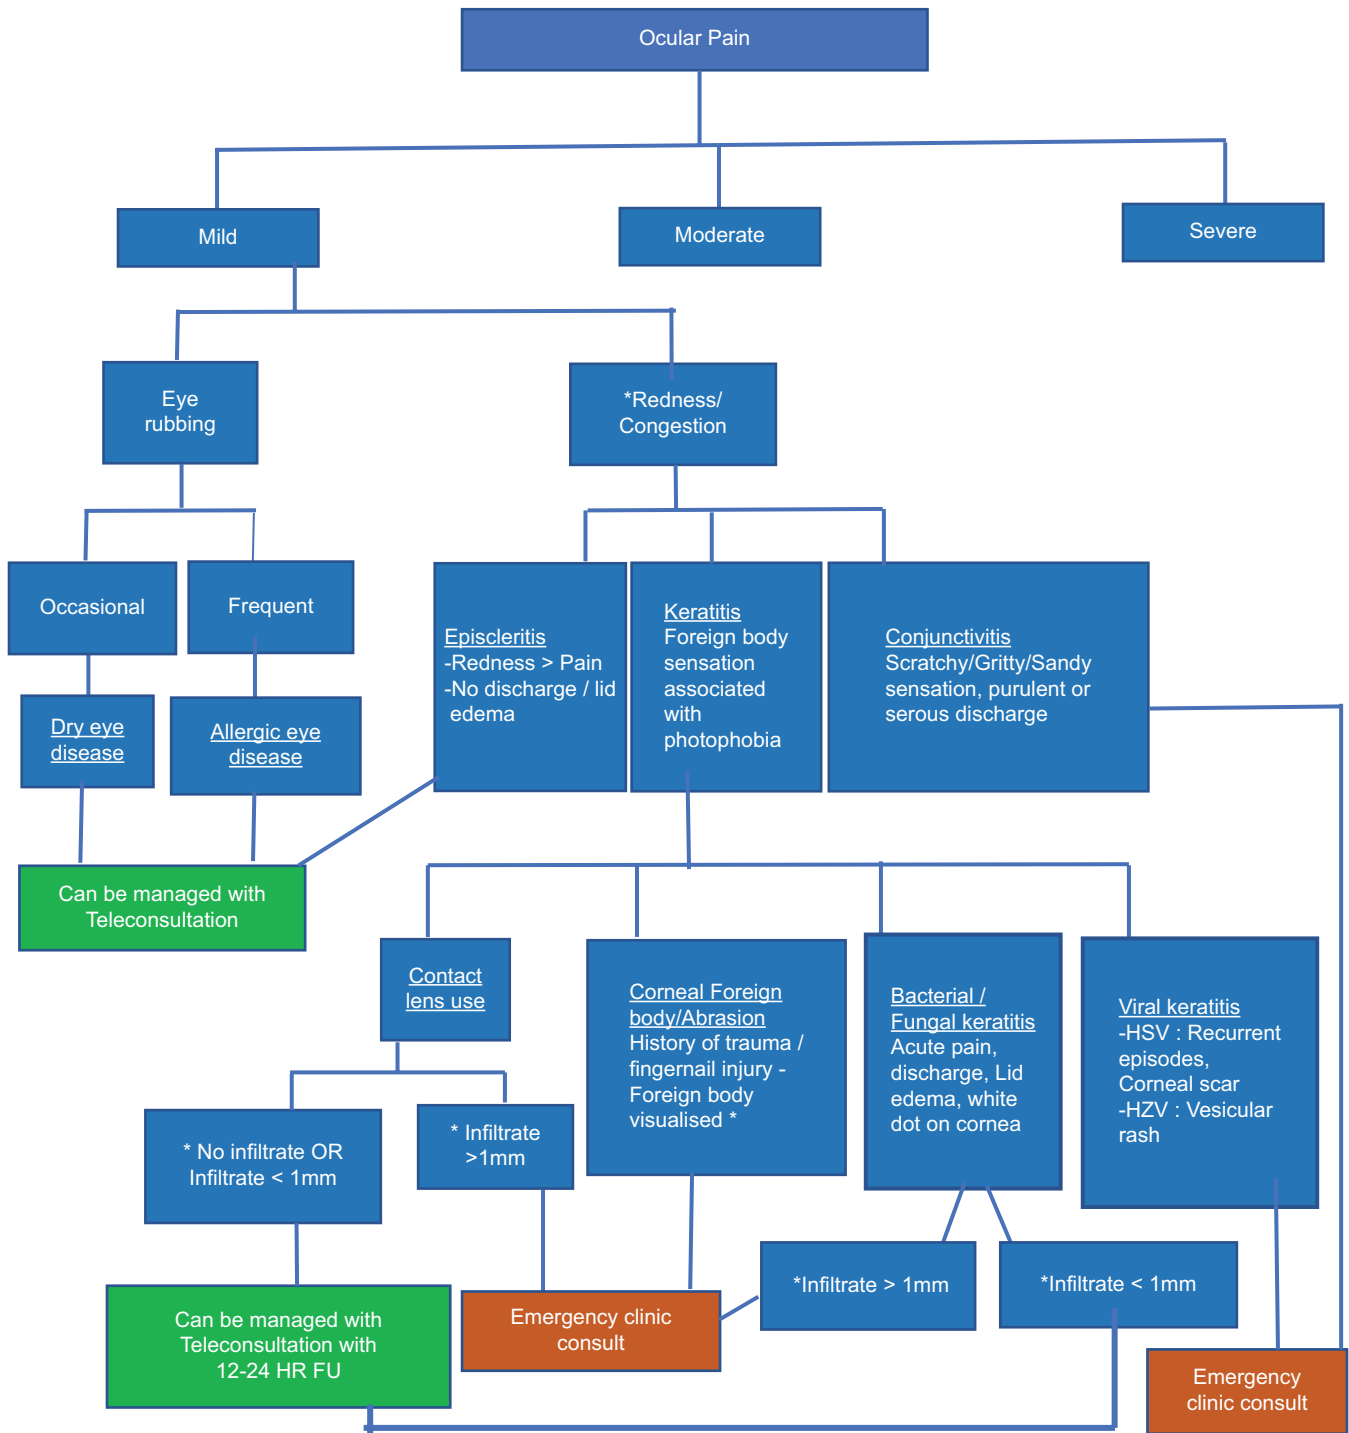 Ocular Pain
Mild
Moderate
Severe
Eye
rubbing
*Redness/
Congestion
Occasional
Frequent
Episcleritis
-Redness > Pain
-No discharge / lid
edema
Keratitis
Foreign body
sensation
associated
with
photophobia
Conjunctivitis
Scratchy/Gritty/Sandy
sensation, purulent or
serous discharge
Dry eye
disease
Allergic eye
disease
Can be managed with
Teleconsultation
Contact
lens use
Corneal Foreign
body/Abrasion
History of trauma /
fingernail injury -
Foreign body
visualised *
Bacterial /
Fungal keratitis
Acute pain,
discharge, Lid
edema, white
dot on cornea
Viral keratitis
-HSV : Recurrent
episodes,
Corneal scar
-HZV : Vesicular
rash
* No infiltrate OR
Infiltrate < 1mm
* Infiltrate
>1mm
*Infiltrate > 1mm
*Infiltrate < 1mm
Can be managed with
Teleconsultation with
12-24 HR FU
Emergency clinic
consult
Emergency
clinic consult